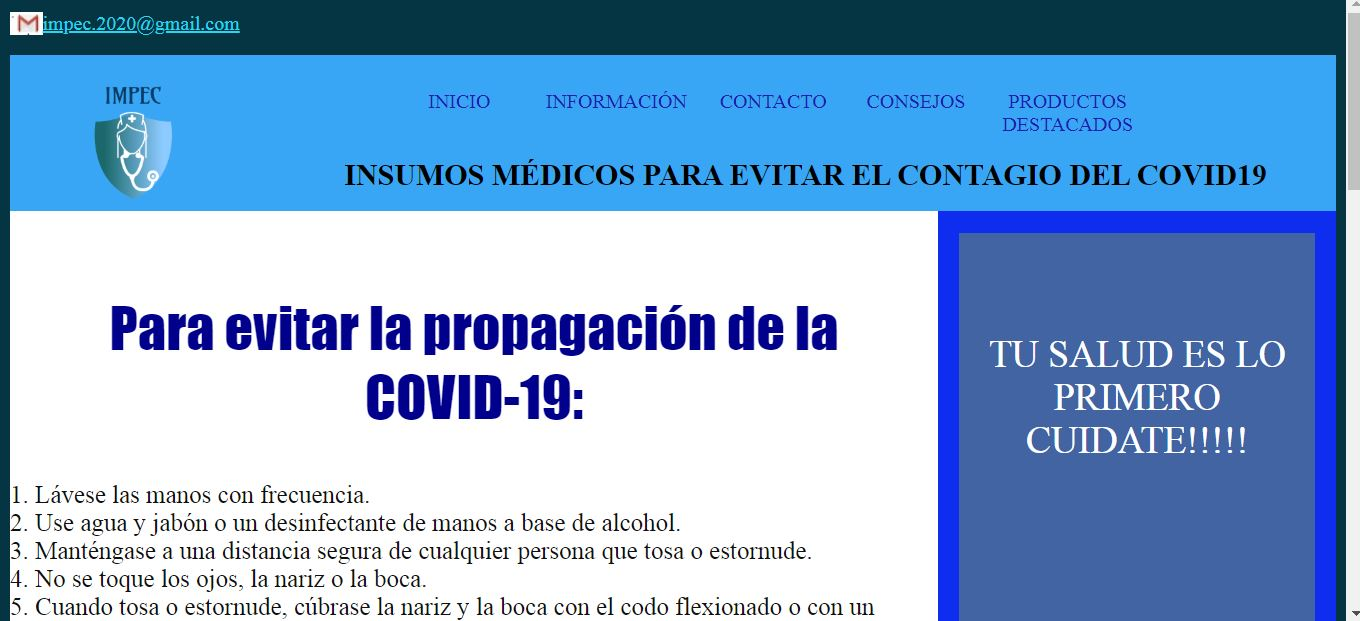 impec.2020@gmail.com
IMPEC
INICIO
INFORMACIÓN
CONTACTO
CONSEJOS
PRODUCTOS
DESTACADOS
INSUMOS MÉDICOS PARA EVITAR EL CONTAGIO DEL COVID19
Para evitar la propagación de la
COVID-19:
1. Lávese las manos con frecuencia.
2. Use agua y jabón o un desinfectante de manos a base de alcohol.
3. Manténgase a una distancia segura de cualquier persona que tosa o estornude.
4. No se toque los ojos, la nariz o la boca.
5. Cuando tosa o estornude, cúbrase la nariz y la boca con el codo flexionado o con un
TU SALUD ES LO
PRIMERO
CUIDATE!!!!!